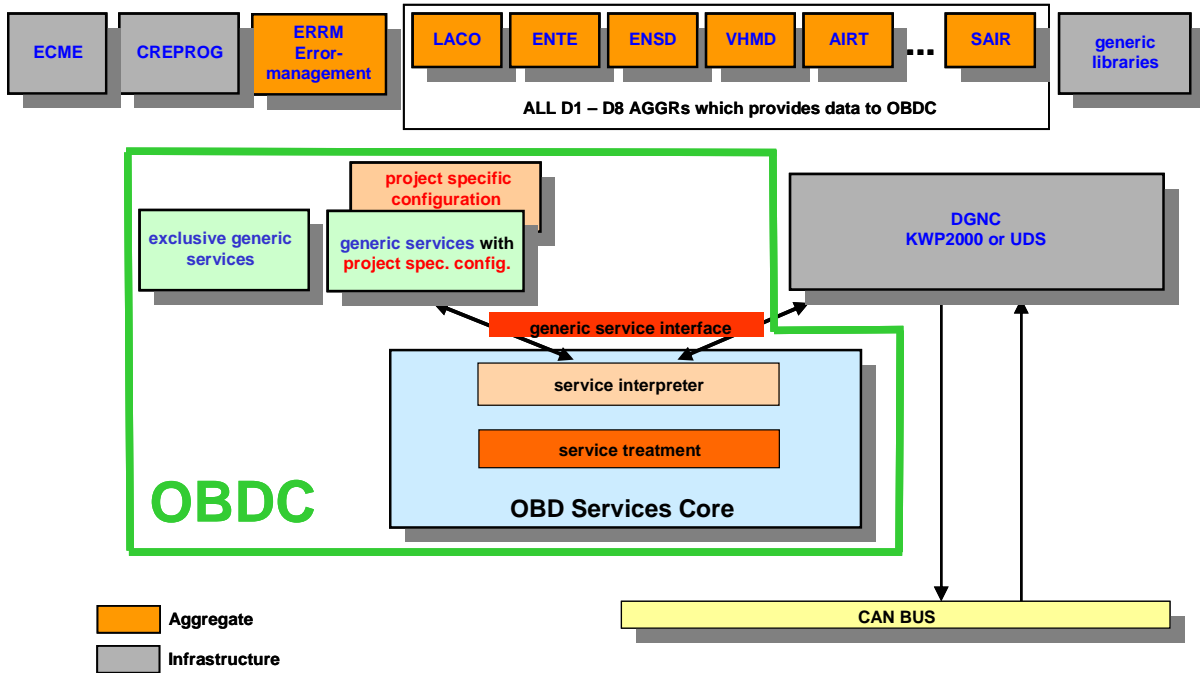 ECME
CREPROG
ERRM
Error-
management
LACO
ENTE
ENSD
VHMD
AIRT
...
SAIR
generic
libraries
ALL D1 – D8 AGGRs which provides data to OBDC
project specific
configuration
exclusive generic
services
generic services with
project spec. config.
DGNC
KWP2000 or UDS
generic service interface
service interpreter
service treatment
OBD Services Core
OBDC
CAN BUS
Aggregate
Infrastructure